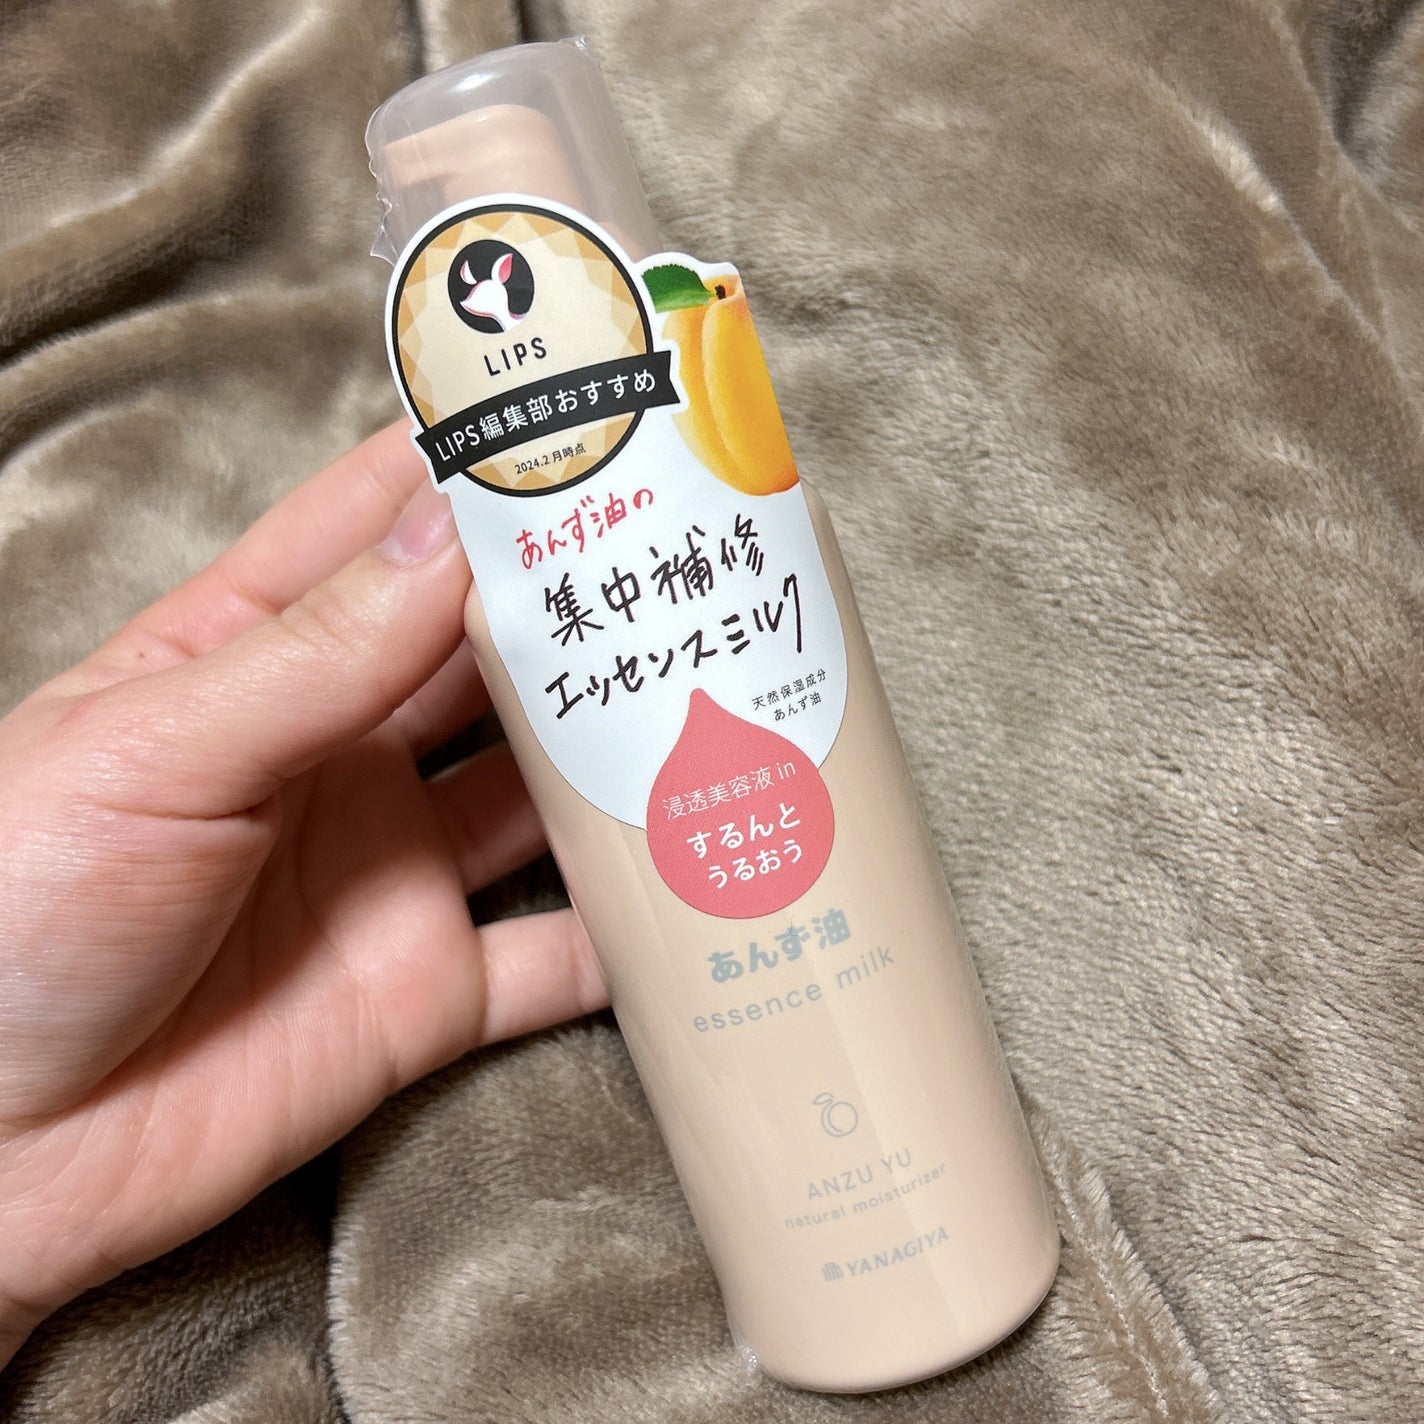 LIPS
LIPS編集部おすすめ
2024.2月時点
あんず油の
集中補修
エッセンスミルク
天然保湿成分
あんず油
浸透美容液 in
するんと
うるおう
あんず油
essence milk
ANZU YU
natural moisturizer
YANAGIYA